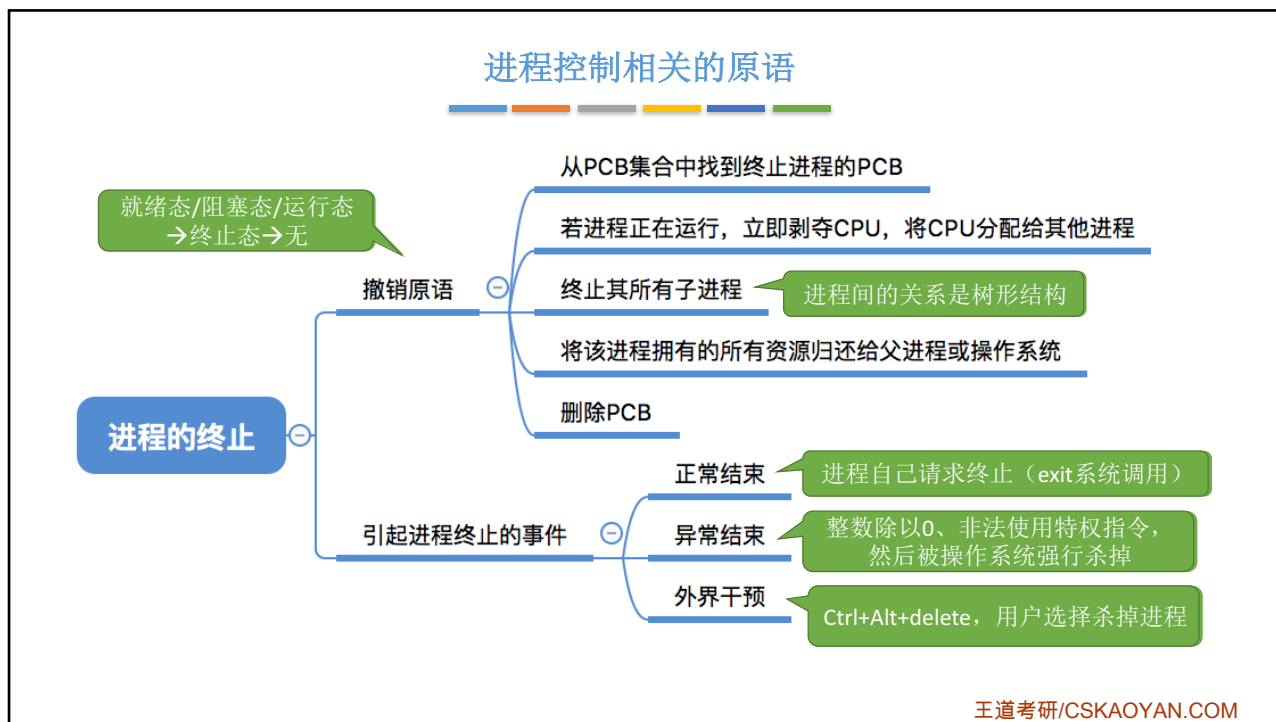 进程控制相关的原语
从PCB集合中找到终止进程的PCB
就绪态/阻塞态/运行态
→终止态→无
若进程正在运行，立即剥夺CPU，将CPU分配给其他进程
撤销原语
终止其所有子进程
进程间的关系是树形结构
将该进程拥有的所有资源归还给父进程或操作系统
删除PCB
进程的终止
正常结束
进程自己请求终止（exit系统调用）
引起进程终止的事件
异常结束
整数除以0、非法使用特权指令，
然后被操作系统强行杀掉
外界干预
Ctrl+Alt+delete，用户选择杀掉进程
王道考研/CSKAOYAN.COM